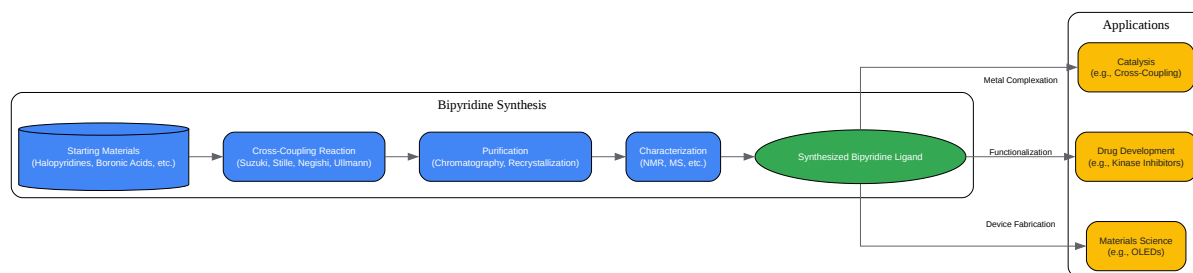 Applications
Catalysis
(e.g., Cross-Coupling)
Metal Complexation
Bipyridine Synthesis
Starting Materials
(Halopyridines, Boronic Acids, etc.)
Cross-Coupling Reaction
(Suzuki, Stille, Negishi, Ullmann)
Purification
(Chromatography, Recrystallization)
Characterization
(NMR, MS, etc.)
Synthesized Bipyridine Ligand
Functionalization
Drug Development
(e.g., Kinase Inhibitors)
Device Fabrication
Materials Science
(e.g., OLEDs)